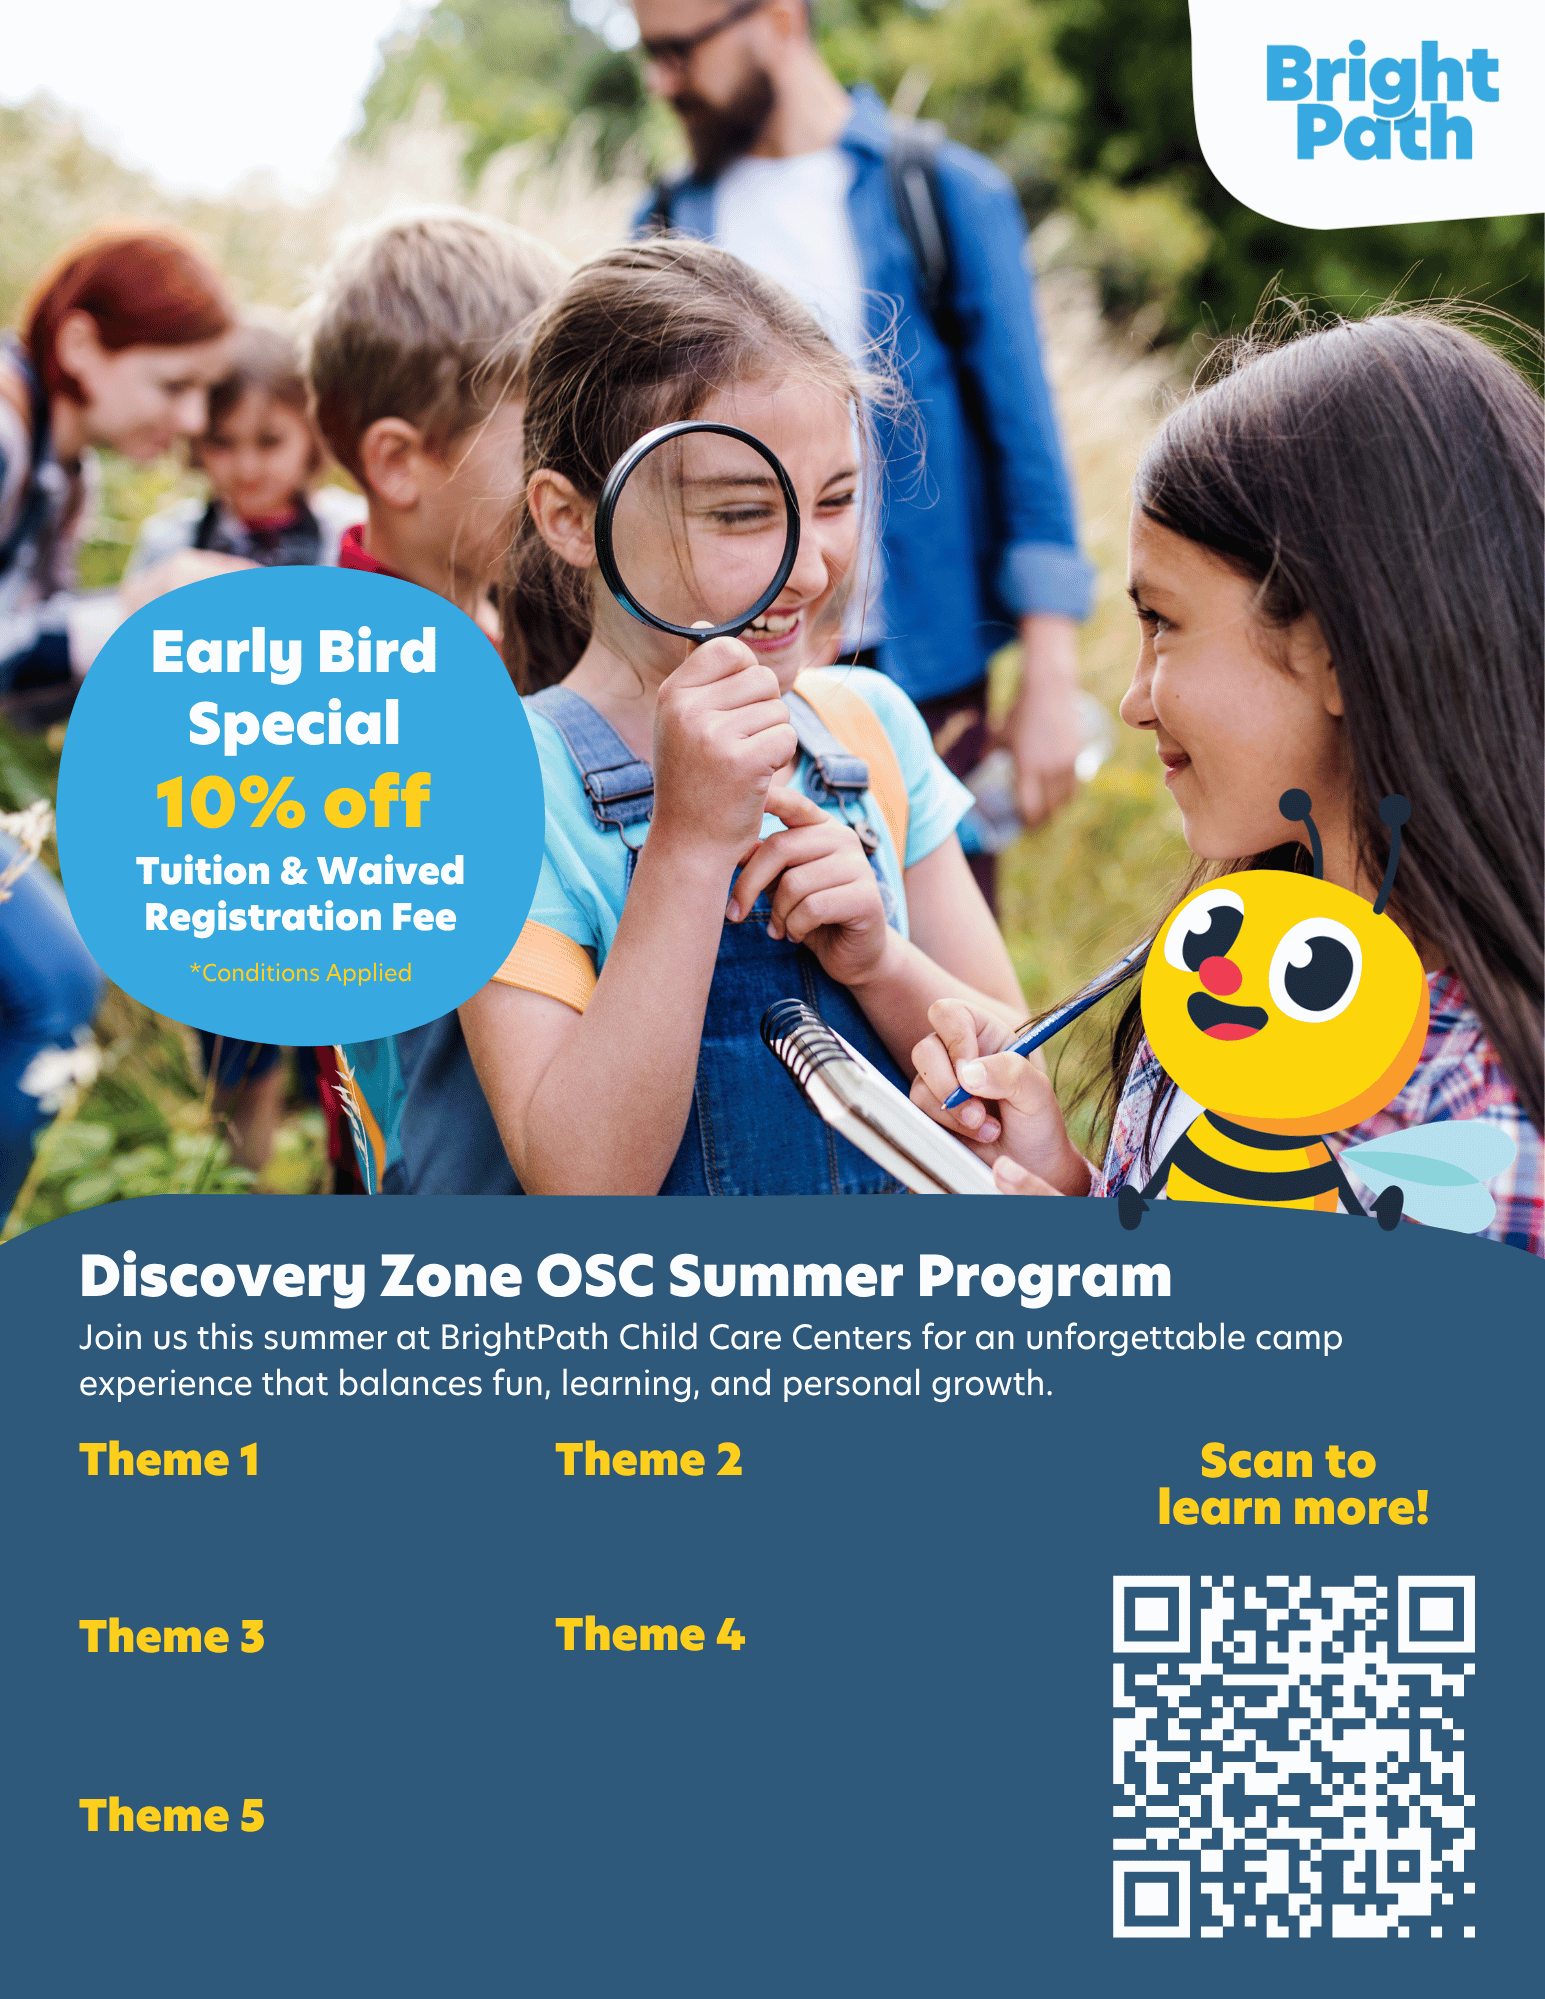 Bright
Path
Early Bird
Special
10% off
Tuition & Waived
Registration Fee
*Conditions Applied
Discovery Zone OSC Summer Program
Join us this summer at BrightPath Child Care Centers for an unforgettable camp
experience that balances fun, learning, and personal growth.
Theme 1
Theme 2
Theme 3
Theme 4
Theme 5
Scan to
learn more!